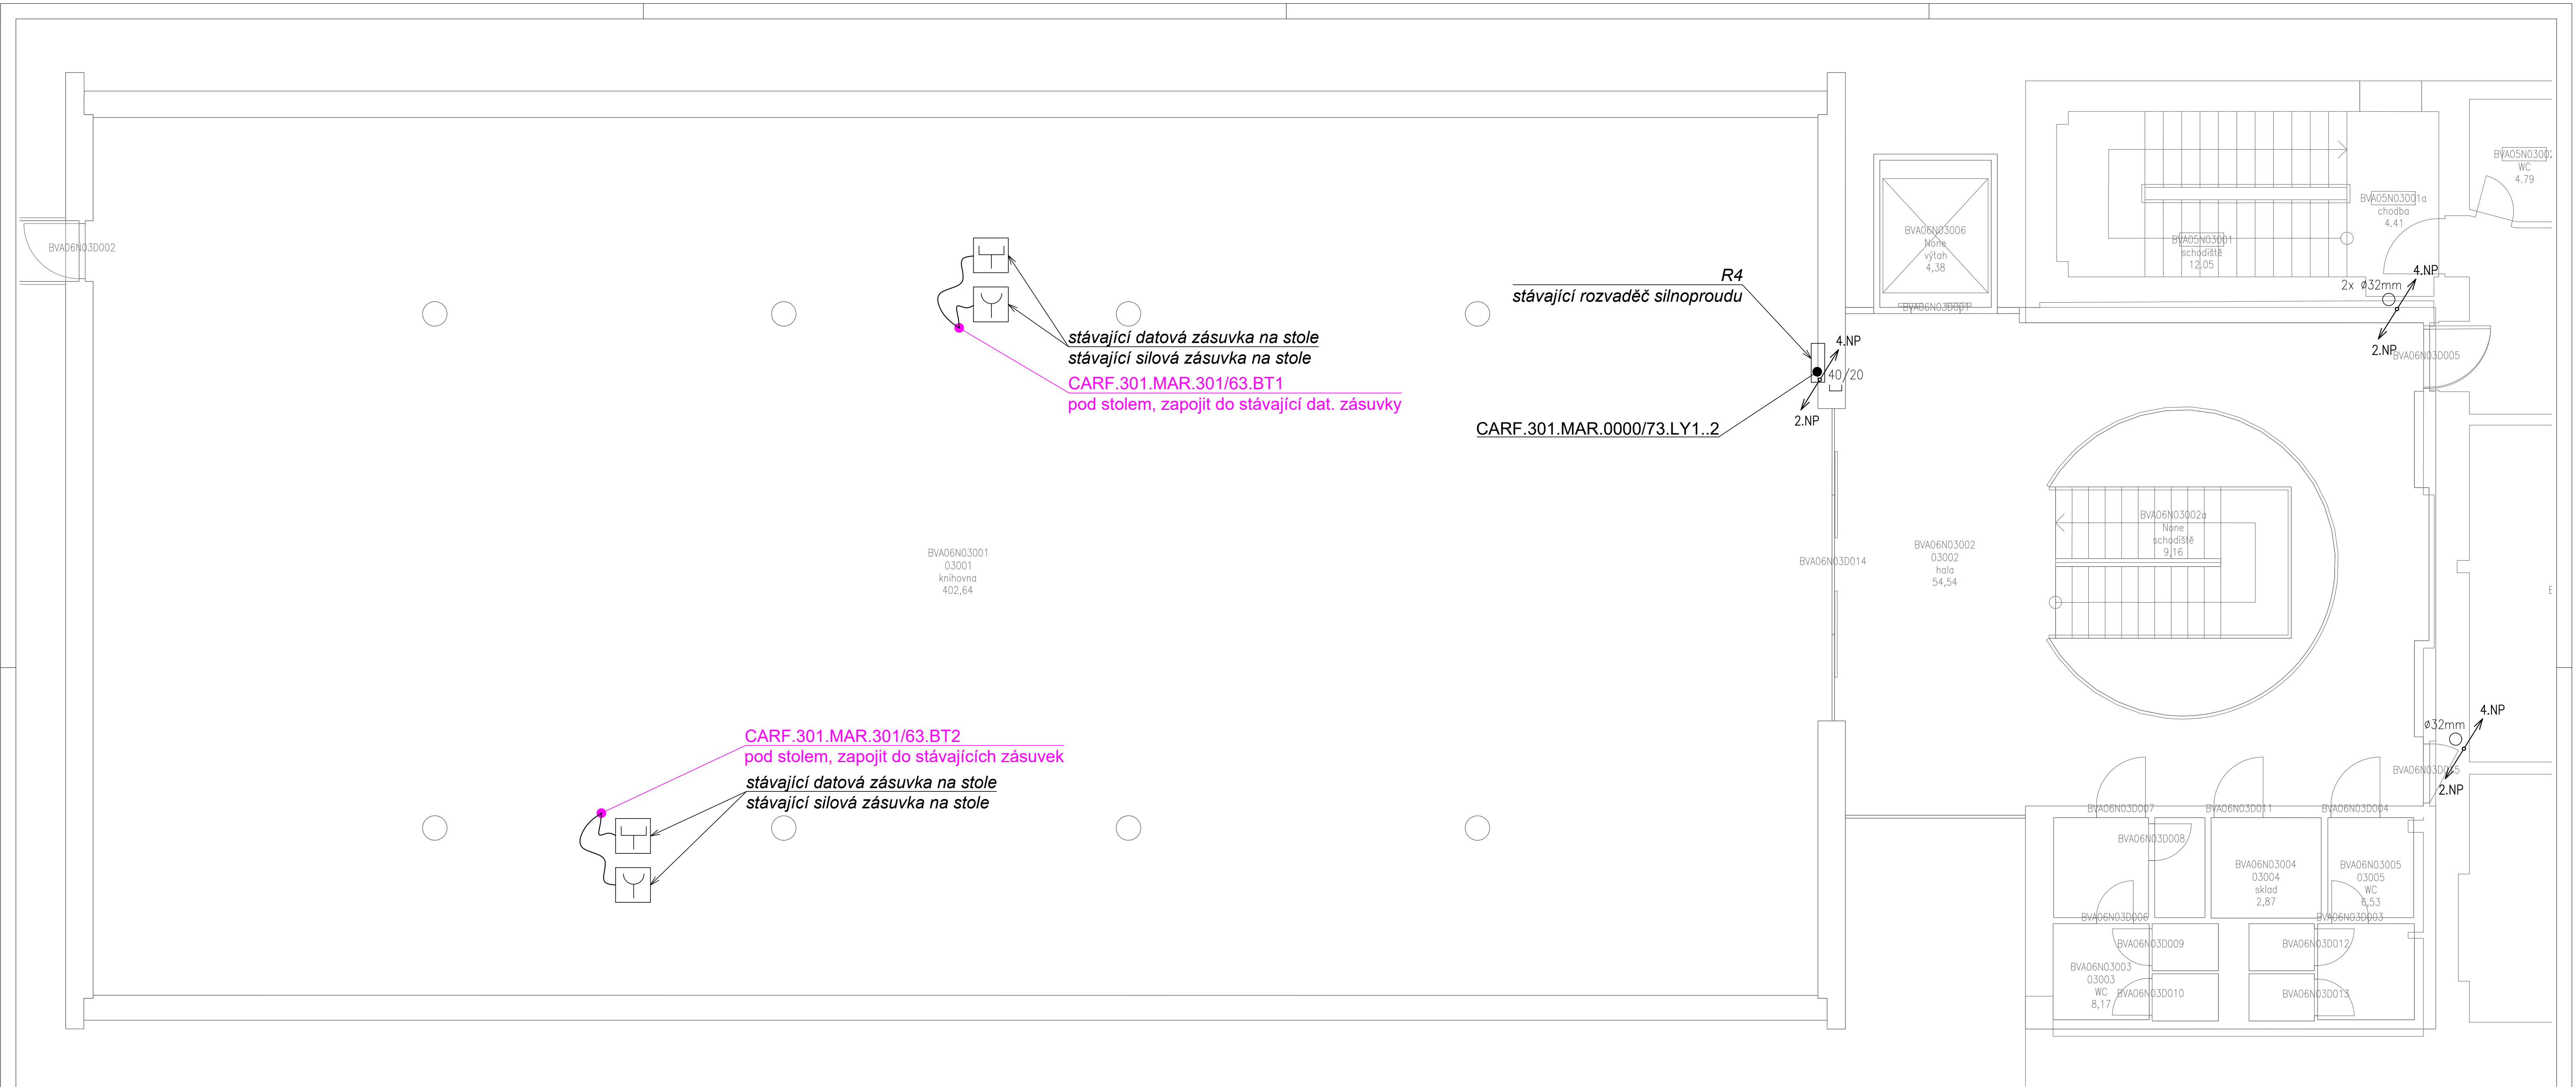 BVA06N03D002
stávající datová zásuvka na stole
stávající silová zásuvka na stole
CARF.301.MAR.301/63.BT1
pod stolem, zapojit do stávající dat. zásuvky
R4
stávající rozvaděč silnoproudu
4.NP
40/20
2.NP
CARF.301.MAR.0000/73.LY1..2
BVA06N03001
03001
knihovna
402,64
CARF.301.MAR.301/63.BT2
pod stolem, zapojit do stávajících zásuvek
stávající datová zásuvka na stole
stávající silová zásuvka na stole
BVA06N03D014
BVA06N03006
None
výtah
4,38
BVA06N03D001
BVA05N03001
schodiště
12.05
BVA05N03001a
chodba
4.41
BVA05N03002
WC
4.79
4.NP
2x ø32mm
2.NP
BVA06N03D005
BVA06N03002
03002
hala
54,54
BVA06N03002a
None
schodiště
9,16
4.NP
ø32mm
2.NP
BVA06N03D007
BVA06N03D011
BVA06N03D004
BVA06N03D008
BVA06N03004
03004
sklad
2,87
BVA06N03005
03005
WC
6,53
BVA06N03D006
BVA06N03D003
BVA06N03D009
BVA06N03D012
BVA06N03003
03003
WC
8,17
BVA06N03D010
BVA06N03D013